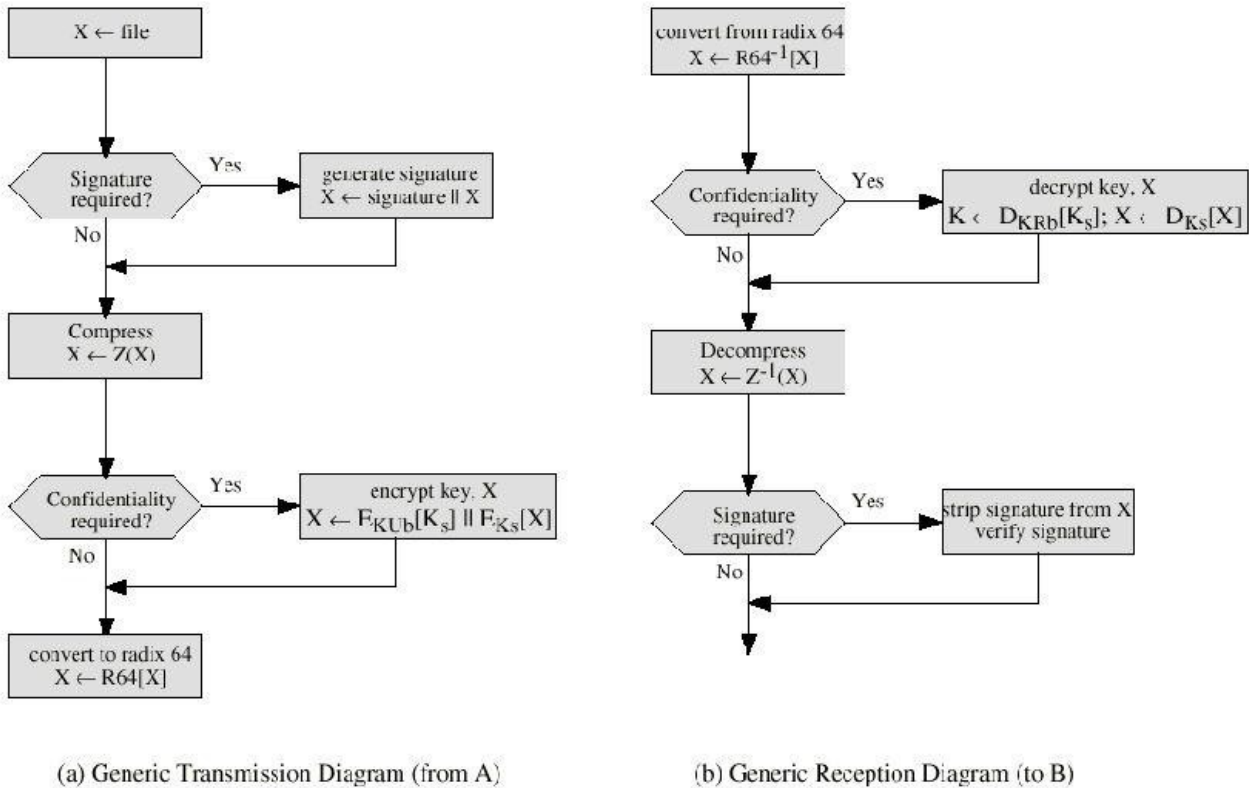 X ← file
Signature
required?
Yes
generate signature
X ← signature || X
No
Compress
X ← Z(X)
Confidentiality
required?
Yes
encrypt key, X
X ← E_KUb[K_s] || E_Ks[X]
No
convert to radix 64
X ← R64[X]
(a) Generic Transmission Diagram (from A)
convert from radix 64
X ← R64^-1[X]
Confidentiality
required?
Yes
decrypt key, X
K ← D_KRb[K_s]; X ← D_Ks[X]
No
Decompress
X ← Z^-1(X)
Signature
required?
Yes
strip signature from X
verify signature
No
(b) Generic Reception Diagram (to B)